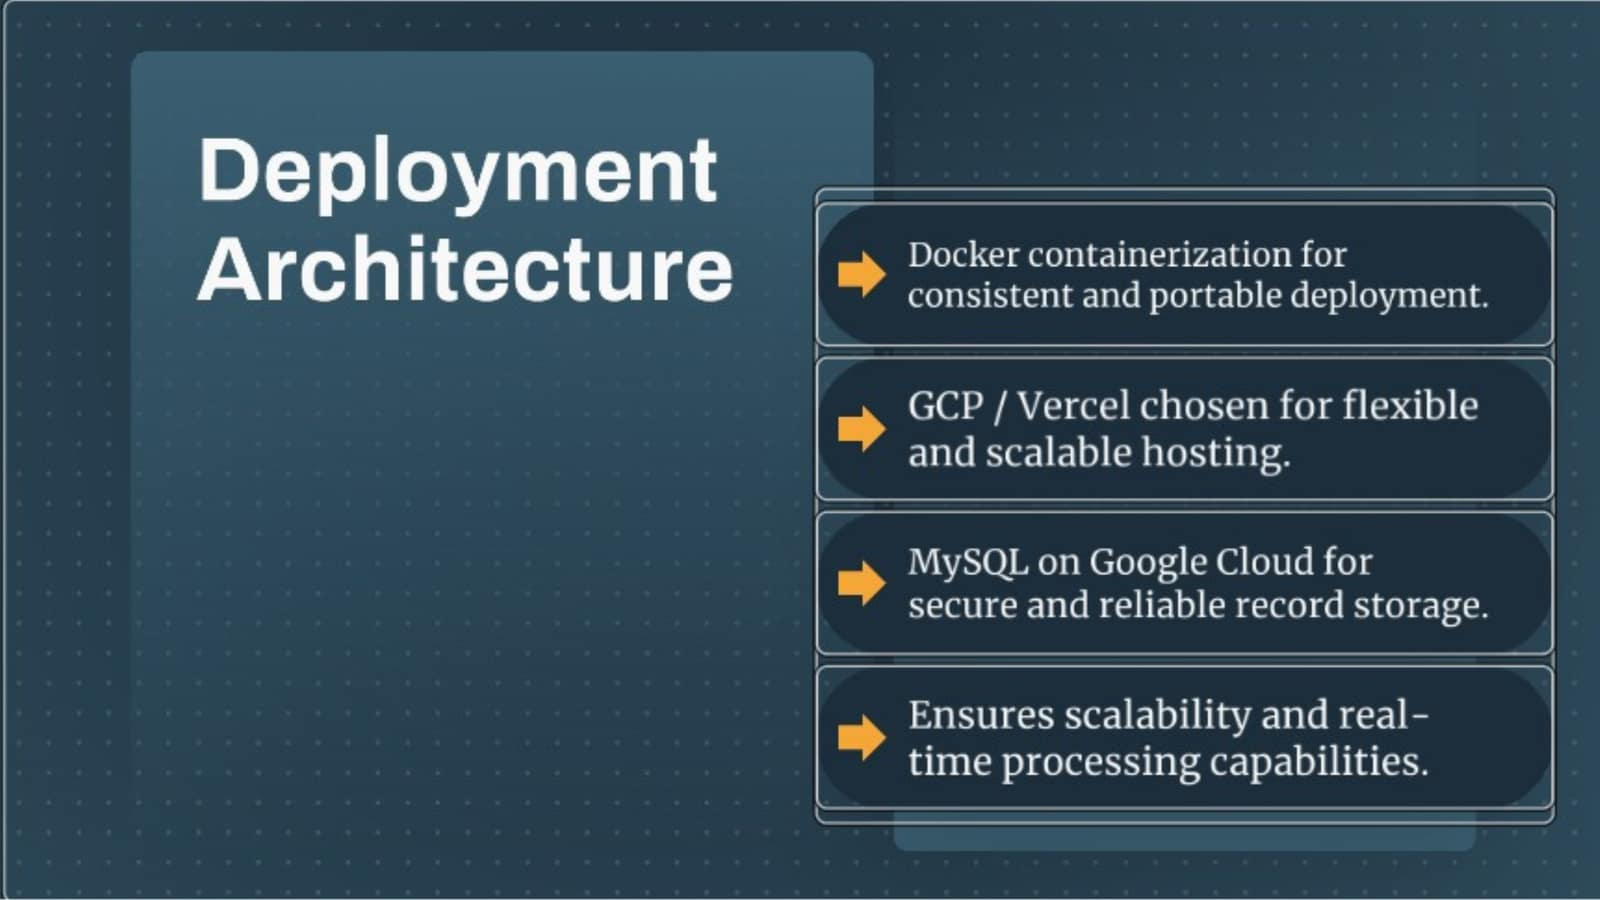 Deployment
Architecture
Docker containerization for
consistent and portable deployment.
GCP / Vercel chosen for flexible
and scalable hosting.
MySQL on Google Cloud for
secure and reliable record storage.
Ensures scalability and real-
time processing capabilities.